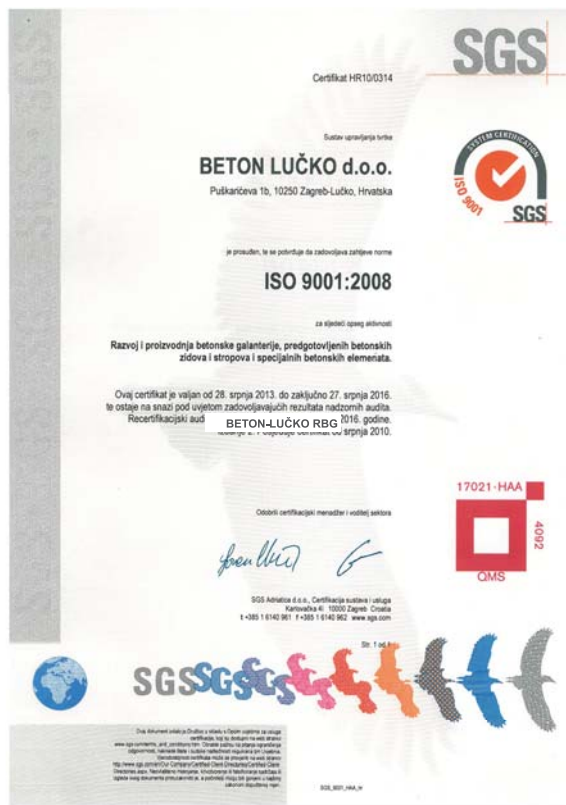 SGS
Certifikat HR10/0314
Sustav upravljanja tvrtke
BETON LUČKO d.o.o.
Puškarićeva 1b, 10250 Zagreb-Lučko, Hrvatska
SYSTEM CERTIFICATION
ISO 9001
SGS
je prosuđen, te se potvrđuje da zadovoljava zahtjeve norme
ISO 9001:2008
za sljedeći opseg aktivnosti
Razvoj i proizvodnja betonske galanterije, predgotovljenih betonskih
zidova i stropova i specijalnih betonskih elemenata.
Ovaj certifikat je valjan od 28. srpnja 2013. do zaključno 27. srpnja 2016.
te ostaje na snazi pod uvjetom zadovoljavajućih rezultata nadzornih audita.
Recertifikacijski 2016. godine.
BETON-LUČKO RBG
srpnja 2010.
17021-HAA
4092
QMS
Odobrili certifikacijski menadžer i voditelj sektora
SGS Adriatica d.o.o., Certifikacija sustava i usluga
Karlovačka 4l 10000 Zagreb Croatia
t +385 1 6140 961 f +385 1 6140 962 www.sgs.com
Str. 1 od
SGS SGS SGS
SGS_9001_HAA_hr